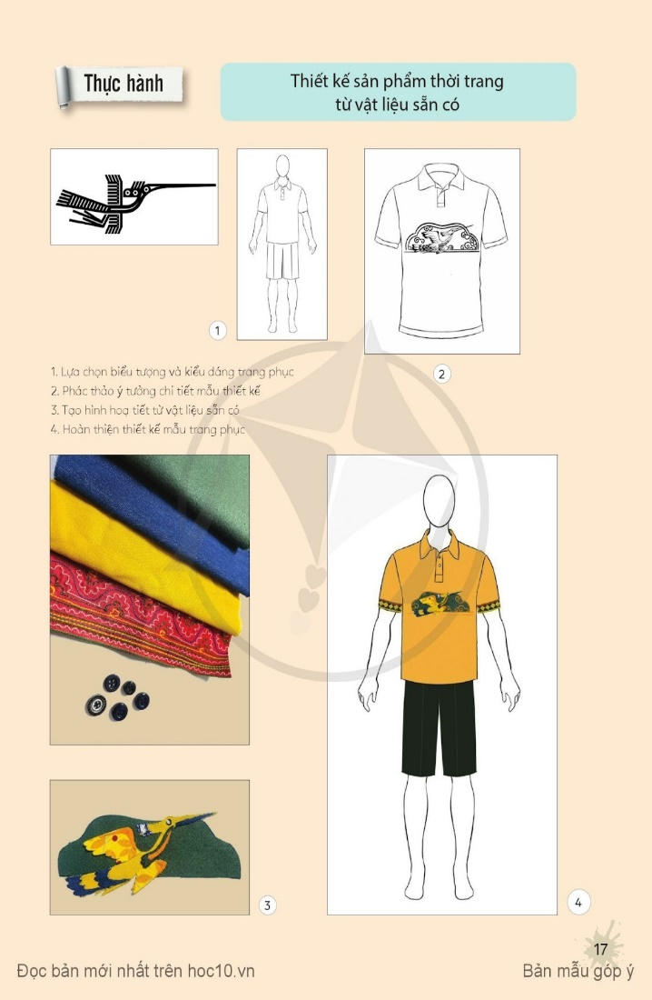 Thực hành
Thiết kế sản phẩm thời trang
từ vật liệu sẵn có
1
2
1. Lựa chọn biểu tượng và kiểu dáng trang phục
2. Phác thảo ý tưởng chi tiết mẫu thiết kế
3. Tạo hình hoạ tiết từ vật liệu sẵn có
4. Hoàn thiện thiết kế mẫu trang phục
3
4
17
Đọc bản mới nhất trên hoc10.vn
Bản mẫu góp ý